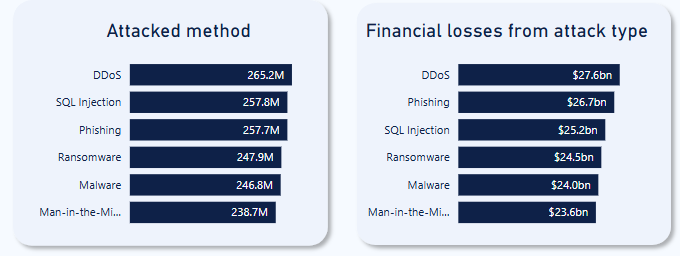 Attacked method
DDoS 265.2M
SQL Injection 257.8M
Phishing 257.7M
Ransomware 247.9M
Malware 246.8M
Man-in-the-Mi... 238.7M
Financial losses from attack type
DDoS $27.6bn
Phishing $26.7bn
SQL Injection $25.2bn
Ransomware $24.5bn
Malware $24.0bn
Man-in-the-Mi... $23.6bn